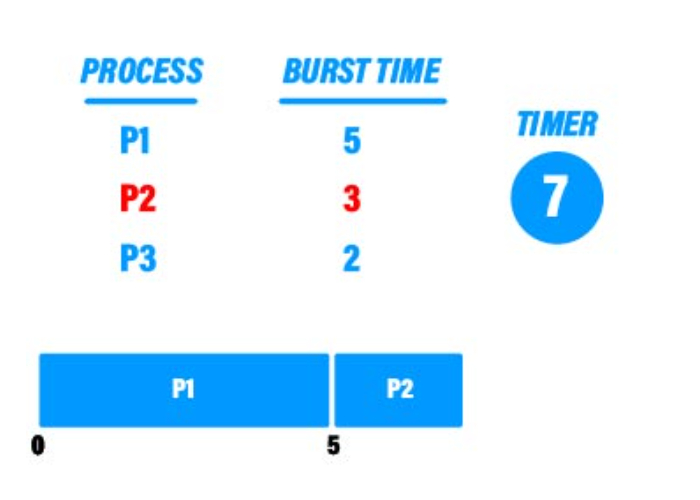 PROCESS BURST TIME
TIMER
P1 5
P2 3
7
P3 2
P1 P2
0 5